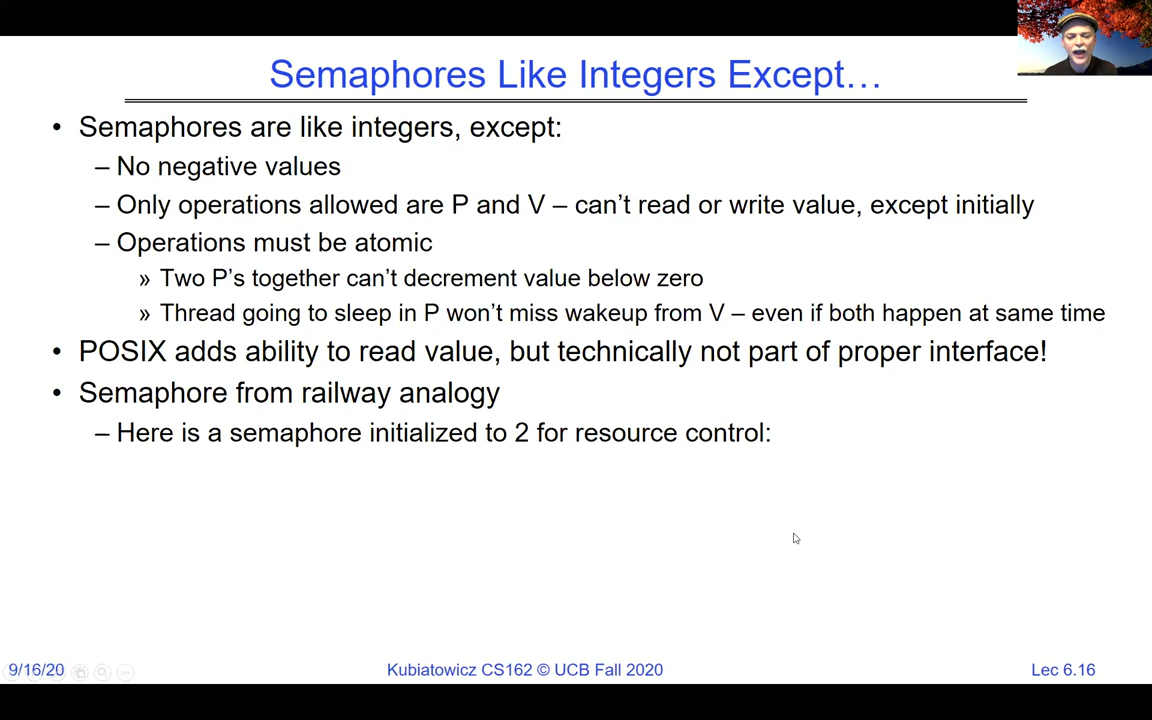 Semaphores Like Integers Except…
• Semaphores are like integers, except:
– No negative values
– Only operations allowed are P and V – can't read or write value, except initially
– Operations must be atomic
» Two P's together can't decrement value below zero
» Thread going to sleep in P won't miss wakeup from V – even if both happen at same time
• POSIX adds ability to read value, but technically not part of proper interface!
• Semaphore from railway analogy
– Here is a semaphore initialized to 2 for resource control:
9/16/20
Kubiatowicz CS162 © UCB Fall 2020
Lec 6.16